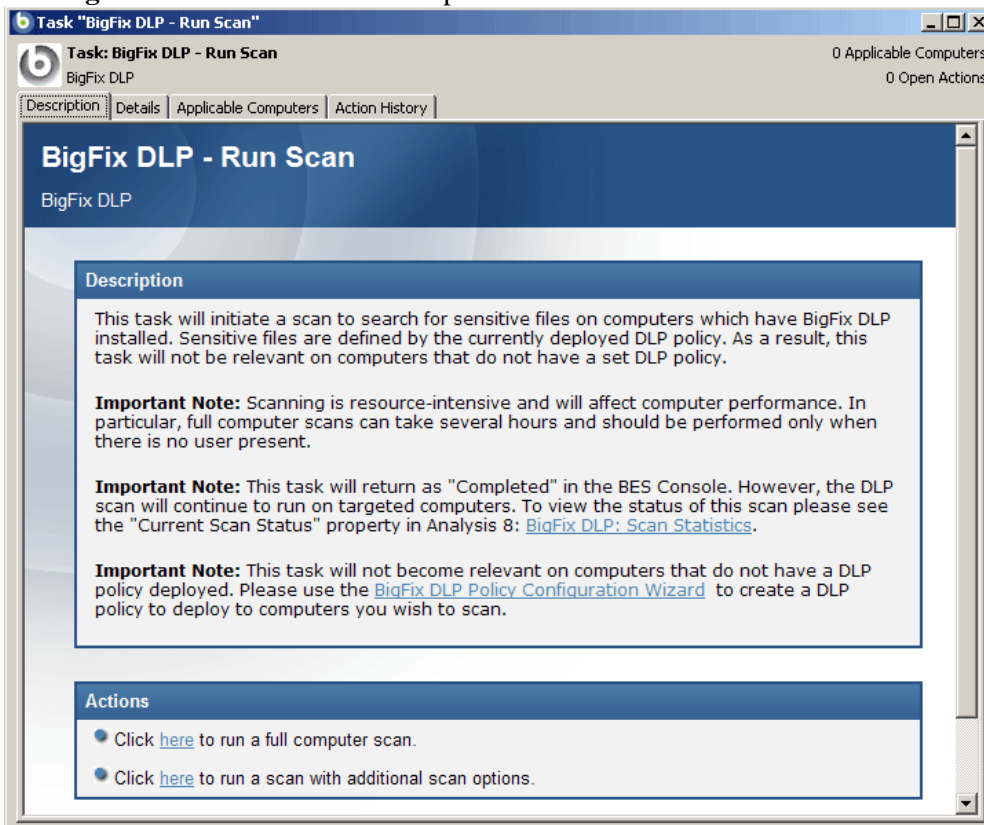 Task "BigFix DLP - Run Scan"
Task: BigFix DLP - Run Scan
0 Applicable Computers
BigFix DLP
0 Open Actions
Description Details Applicable Computers Action History
BigFix DLP - Run Scan
BigFix DLP
Description
This task will initiate a scan to search for sensitive files on computers which have BigFix DLP
installed. Sensitive files are defined by the currently deployed DLP policy. As a result, this
task will not be relevant on computers that do not have a set DLP policy.
Important Note: Scanning is resource-intensive and will affect computer performance. In
particular, full computer scans can take several hours and should be performed only when
there is no user present.
Important Note: This task will return as "Completed" in the BES Console. However, the DLP
scan will continue to run on targeted computers. To view the status of this scan please see
the "Current Scan Status" property in Analysis 8: BigFix DLP: Scan Statistics.
Important Note: This task will not become relevant on computers that do not have a DLP
policy deployed. Please use the BigFix DLP Policy Configuration Wizard to create a DLP
policy to deploy to computers you wish to scan.
Actions
Click here to run a full computer scan.
Click here to run a scan with additional scan options.